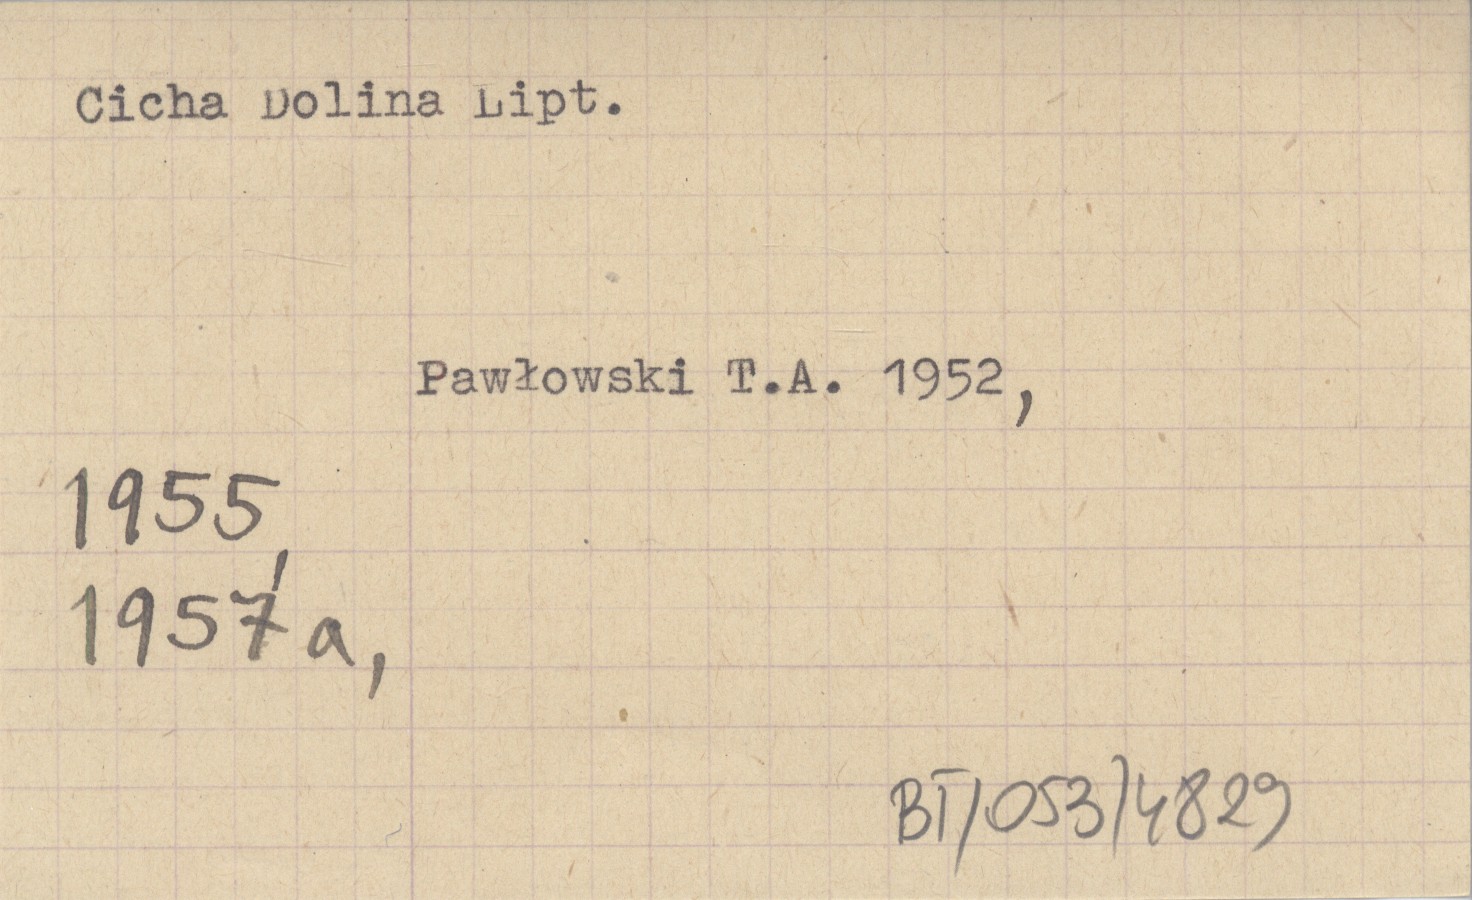 Cicha Dolina Lipt.
Pawłowski T.A. 1952,
1955,
1957a,
BT/053/4829